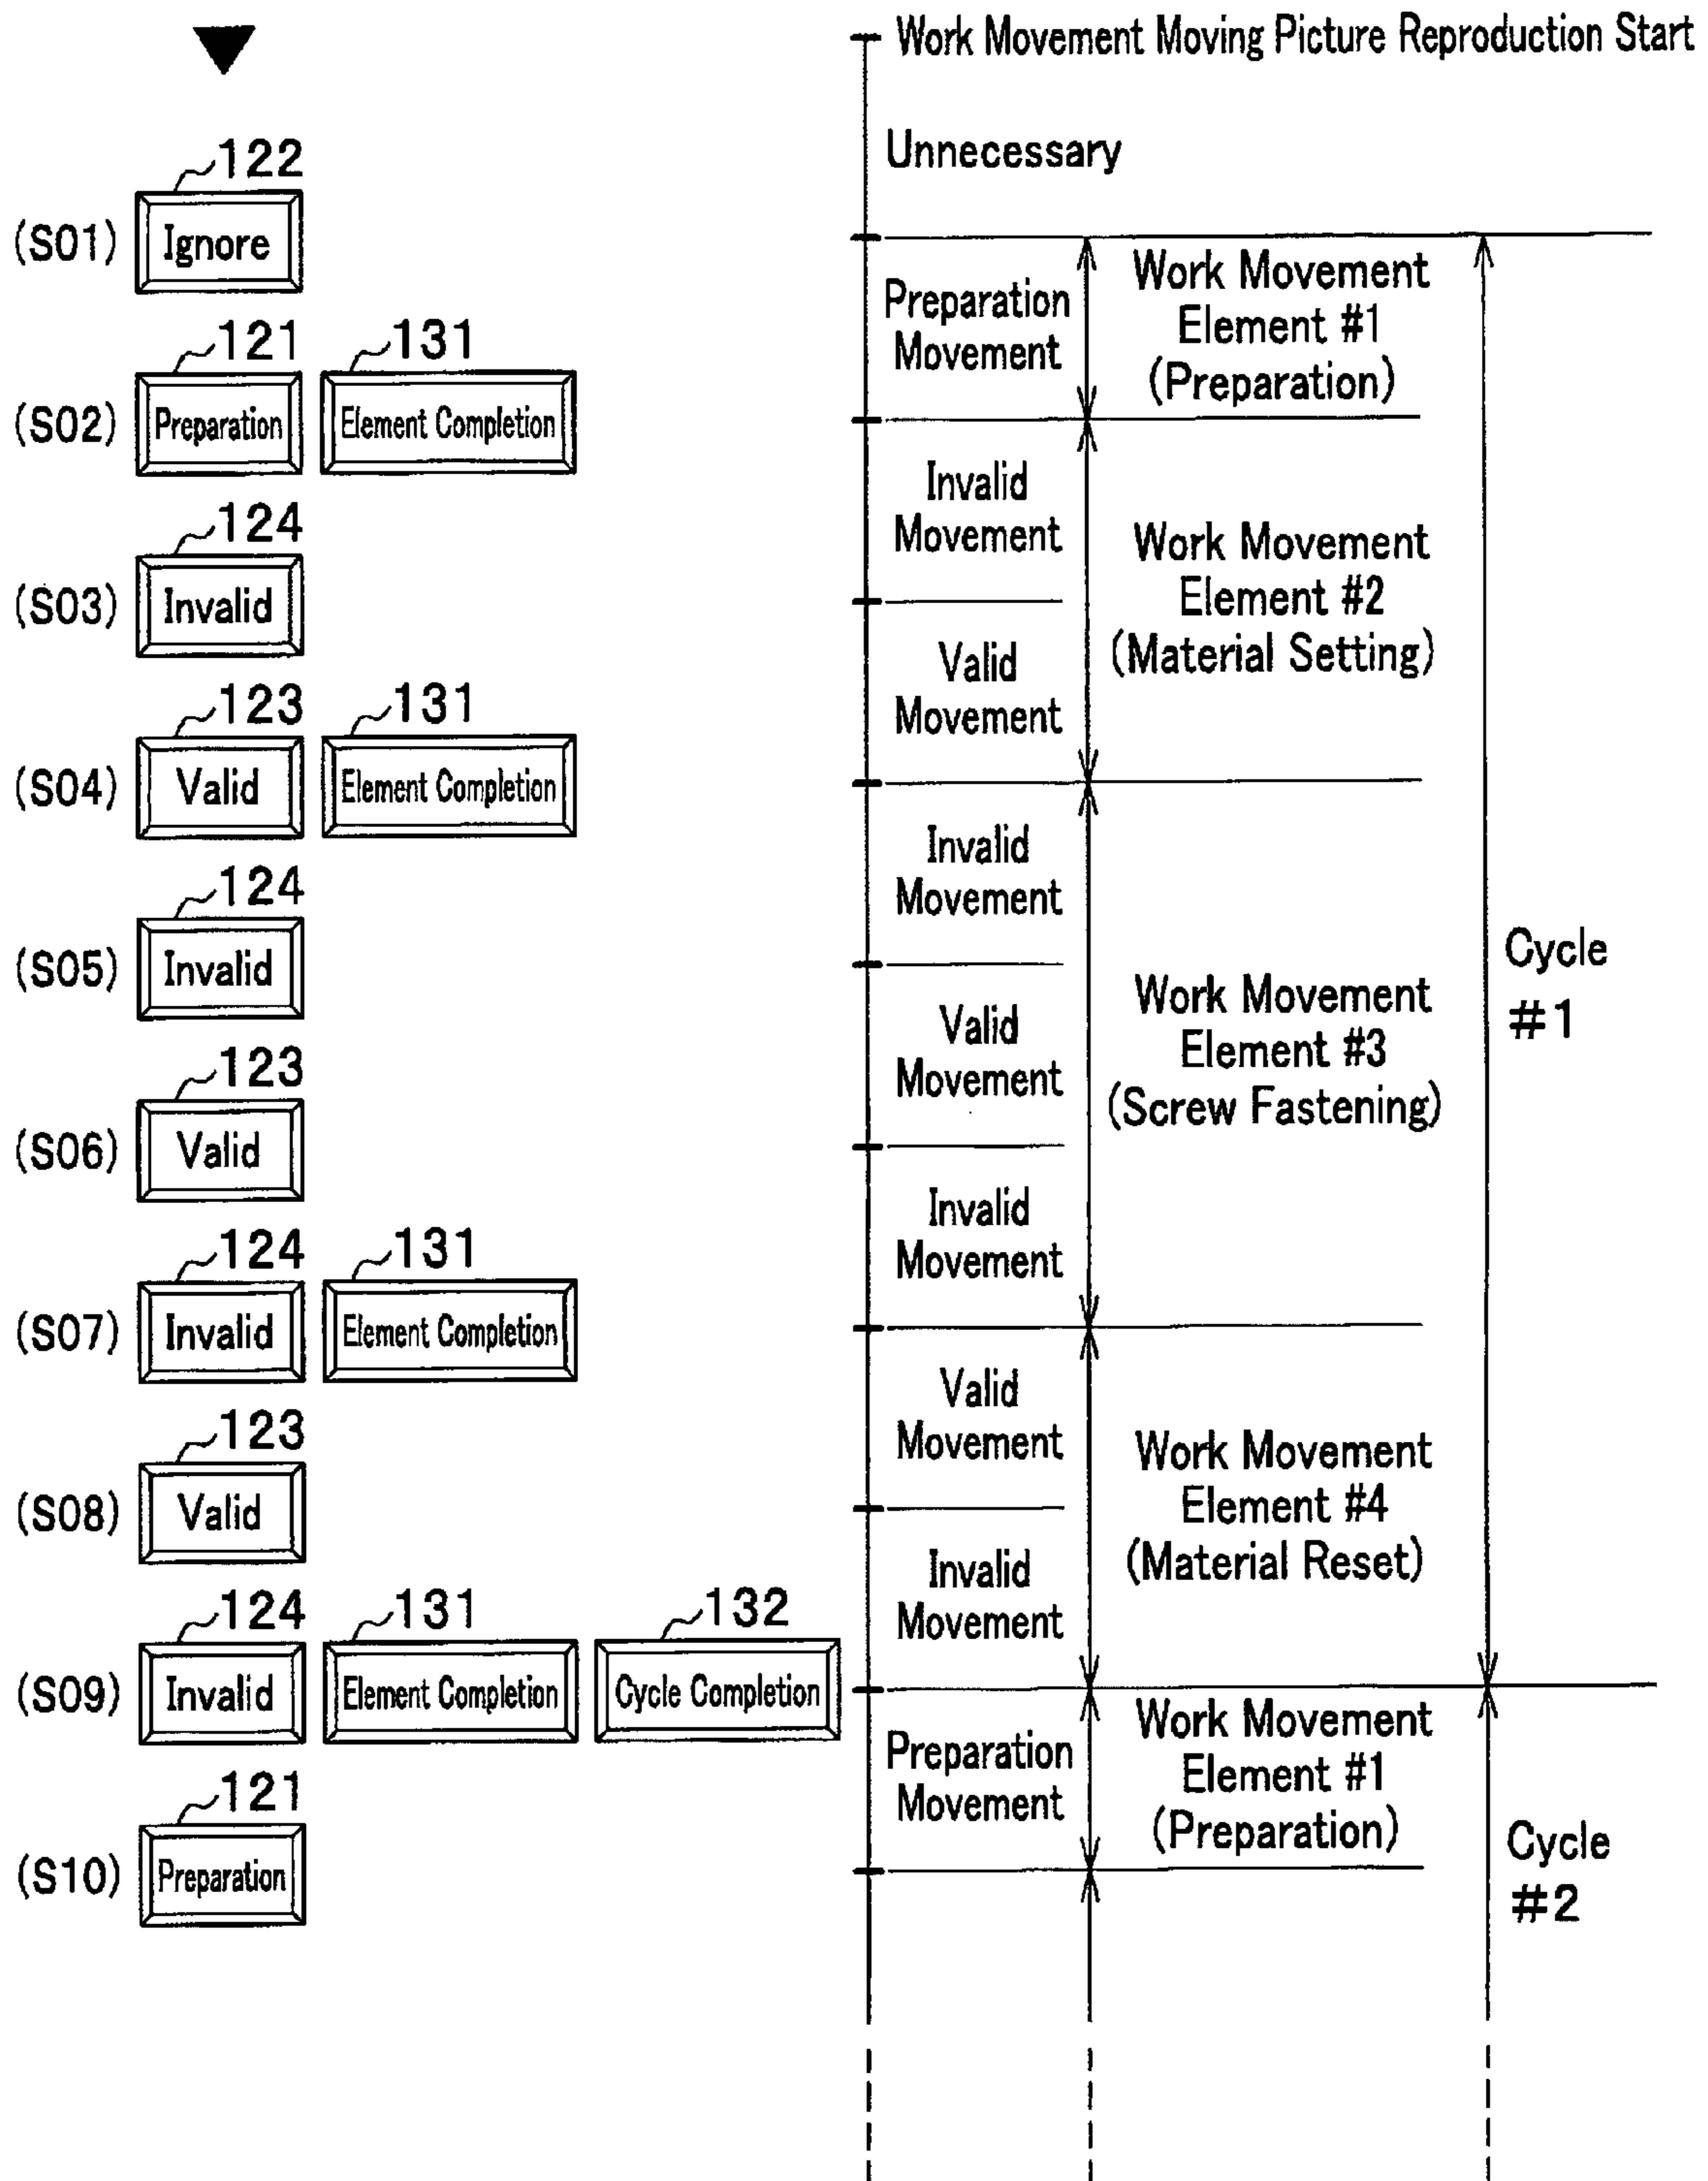 Work Movement Moving Picture Reproduction Start
Unnecessary
122
(S01) Ignore
Preparation
Movement
Work Movement
Element #1
(Preparation)
121 131
(S02) Preparation Element Completion
Invalid
Movement
124
(S03) Invalid
Work Movement
Element #2
(Material Setting)
Valid
Movement
123 131
(S04) Valid Element Completion
Invalid
Movement
124
(S05) Invalid
Cycle
#1
Valid
Movement
Work Movement
Element #3
(Screw Fastening)
123
(S06) Valid
Invalid
Movement
124 131
(S07) Invalid Element Completion
Valid
Movement
123
(S08) Valid
Work Movement
Element #4
(Material Reset)
Invalid
Movement
124 131 132
(S09) Invalid Element Completion Cycle Completion
Preparation
Movement
Work Movement
Element #1
(Preparation)
121
(S10) Preparation
Cycle
#2